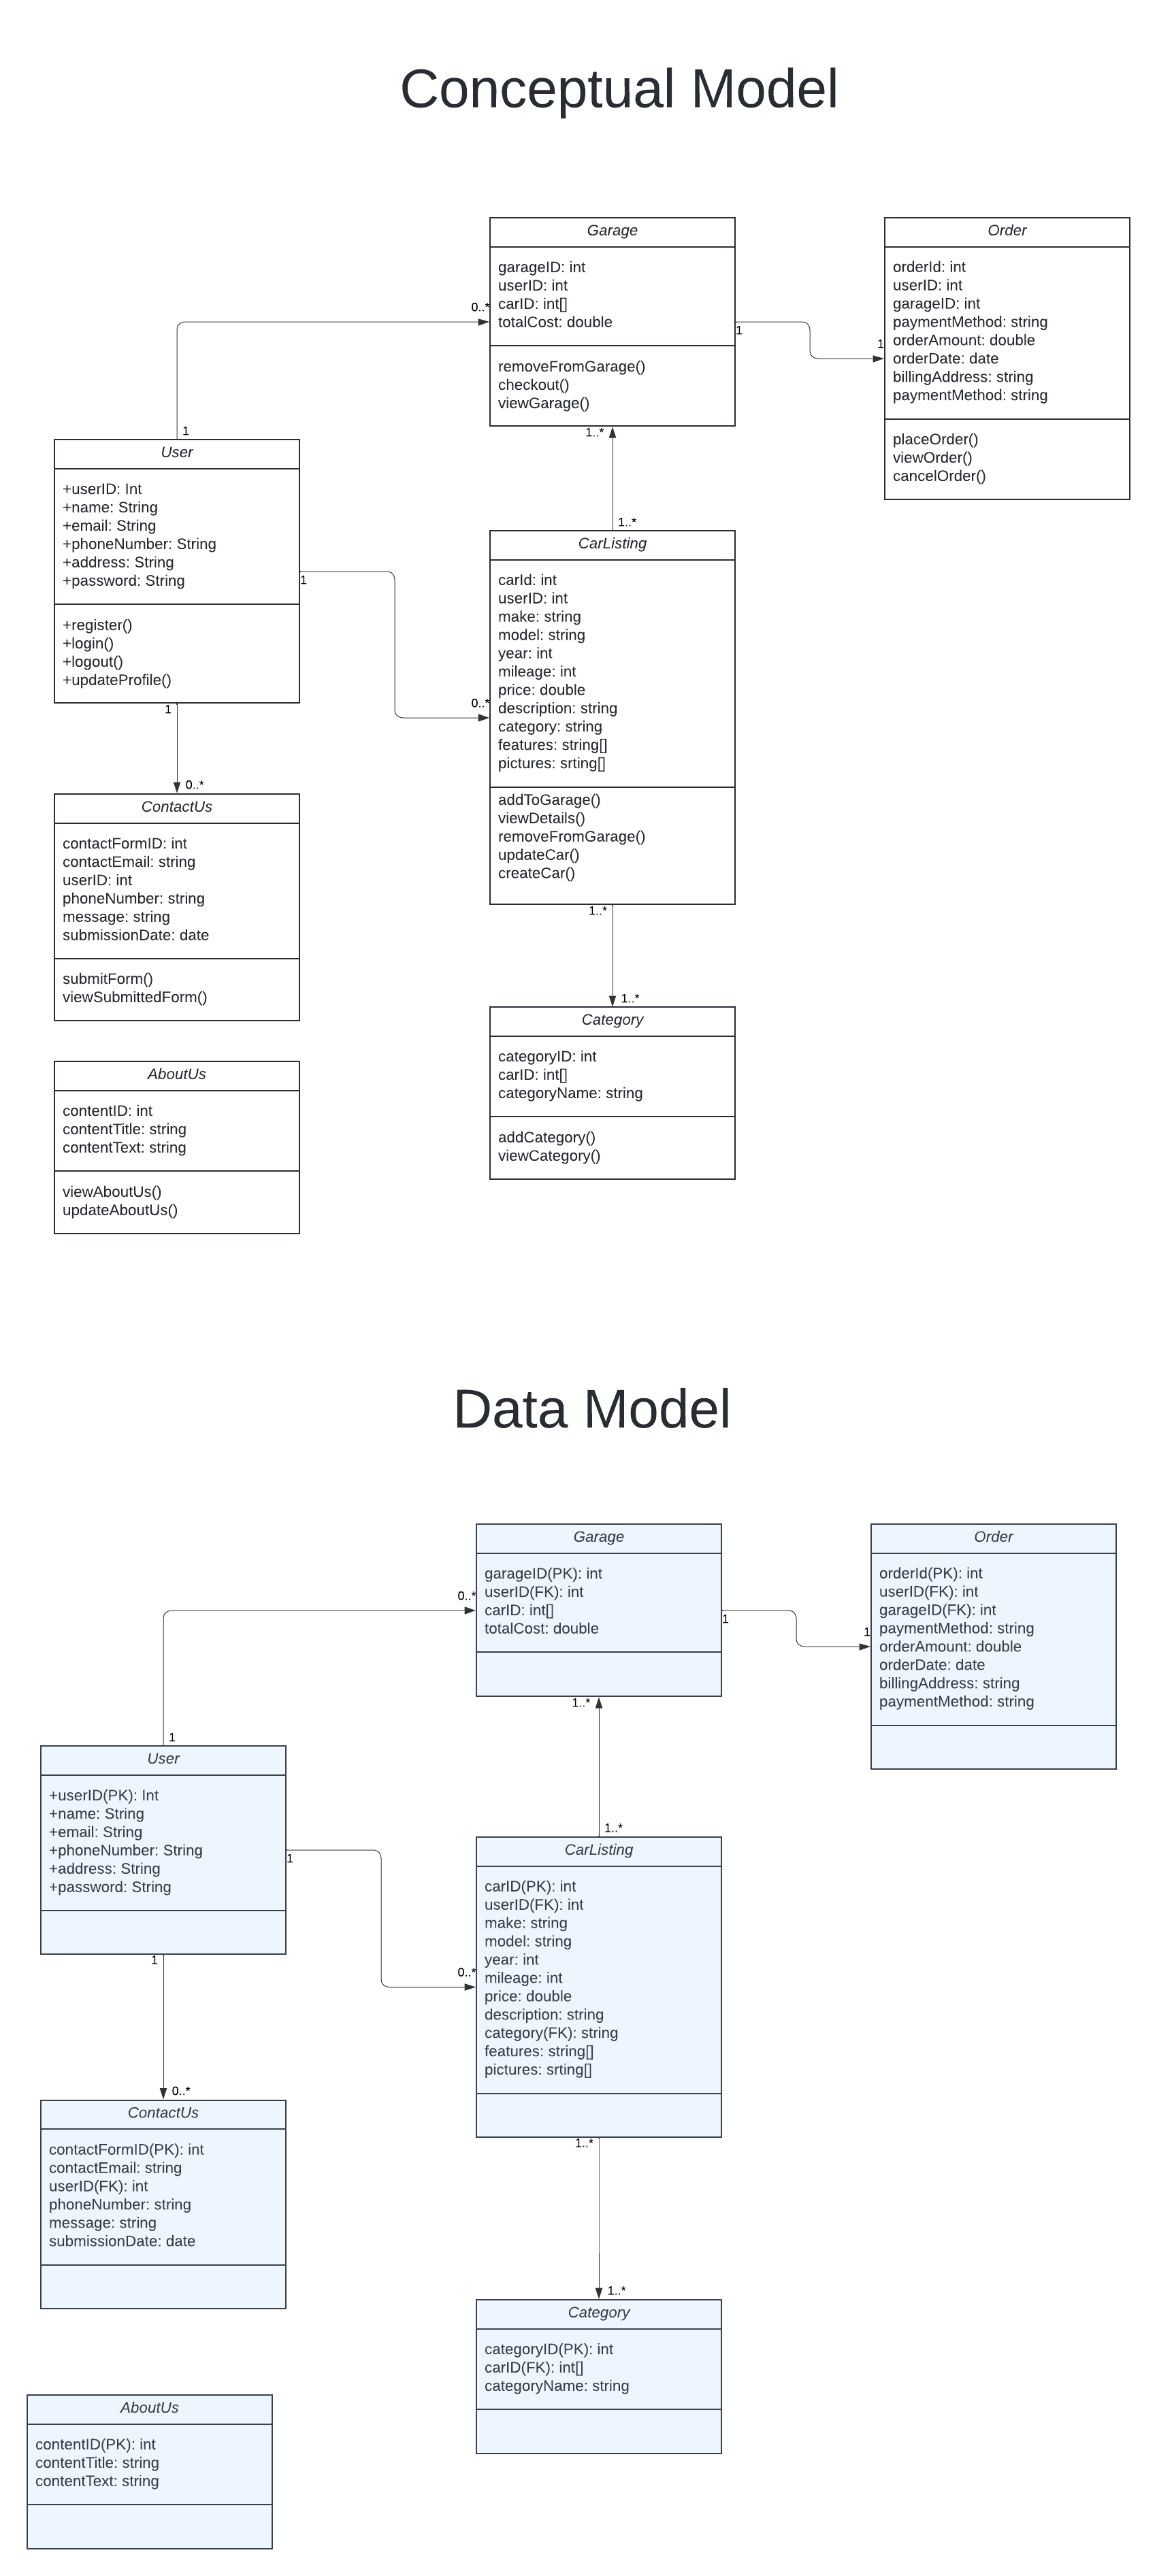 Conceptual Model
Garage
garageID: int
userID: int
carID: int[]
totalCost: double
removeFromGarage()
checkout()
viewGarage()
Order
orderId: int
userID: int
garageID: int
paymentMethod: string
orderAmount: double
orderDate: date
billingAddress: string
paymentMethod: string
placeOrder()
viewOrder()
cancelOrder()
0..*
1
1
1
1..*
1..*
User
+userID: Int
+name: String
+email: String
+phoneNumber: String
+address: String
+password: String
+register()
+login()
+logout()
+updateProfile()
1
0..*
1
0..*
CarListing
carId: int
userID: int
make: string
model: string
year: int
mileage: int
price: double
description: string
category: string
features: string[]
pictures: srting[]
addToGarage()
viewDetails()
removeFromGarage()
updateCar()
createCar()
1..*
1..*
ContactUs
contactFormID: int
contactEmail: string
userID: int
phoneNumber: string
message: string
submissionDate: date
submitForm()
viewSubmittedForm()
Category
categoryID: int
carID: int[]
categoryName: string
addCategory()
viewCategory()
AboutUs
contentID: int
contentTitle: string
contentText: string
viewAboutUs()
updateAboutUs()
Data Model
Garage
garageID(PK): int
userID(FK): int
carID: int[]
totalCost: double
Order
orderId(PK): int
userID(FK): int
garageID(FK): int
paymentMethod: string
orderAmount: double
orderDate: date
billingAddress: string
paymentMethod: string
0..*
1
1
1
1..*
1..*
User
+userID(PK): Int
+name: String
+email: String
+phoneNumber: String
+address: String
+password: String
1
0..*
1
0..*
CarListing
carID(PK): int
userID(FK): int
make: string
model: string
year: int
mileage: int
price: double
description: string
category(FK): string
features: string[]
pictures: srting[]
1..*
1..*
ContactUs
contactFormID(PK): int
contactEmail: string
userID(FK): int
phoneNumber: string
message: string
submissionDate: date
Category
categoryID(PK): int
carID(FK): int[]
categoryName: string
AboutUs
contentID(PK): int
contentTitle: string
contentText: string